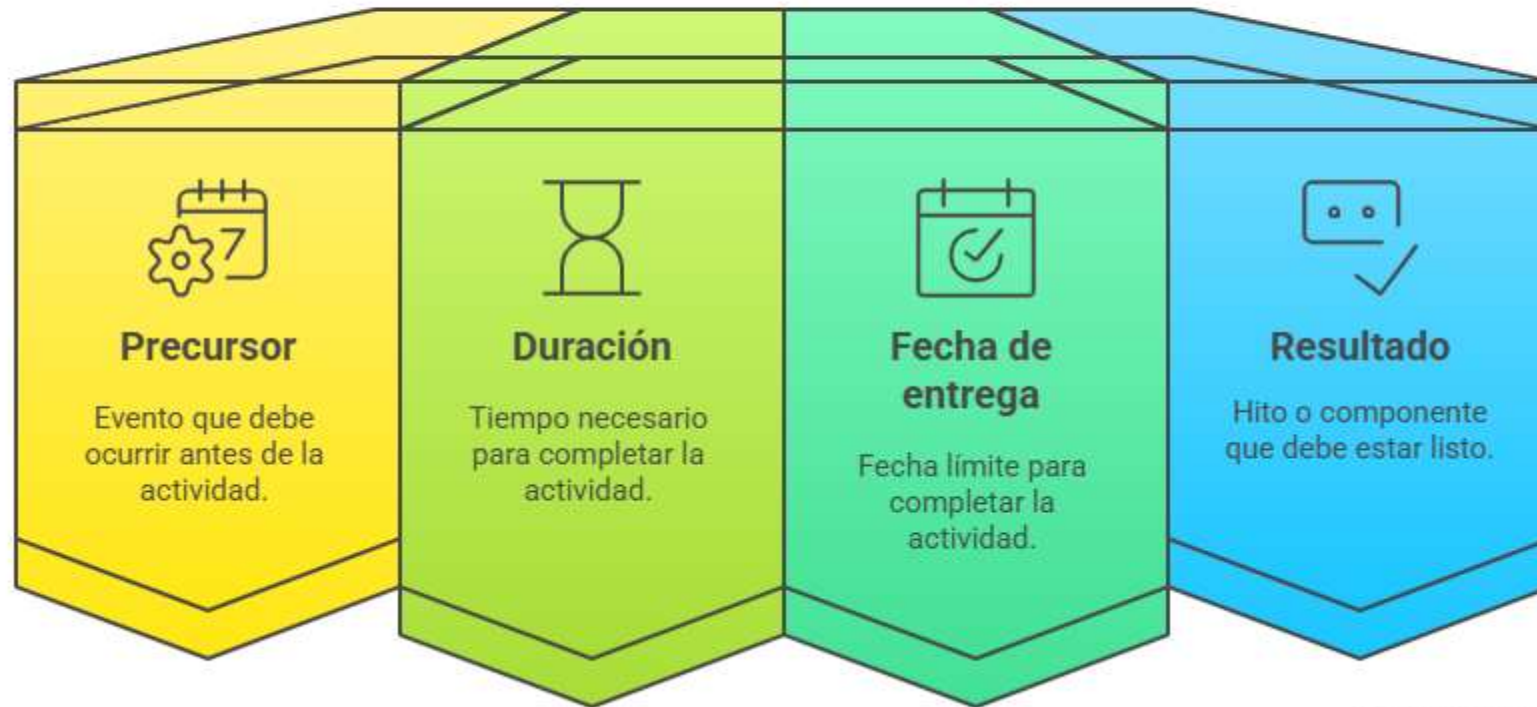 7
Precursor
Evento que debe
ocurrir antes de la
actividad.
Duración
Tiempo necesario
para completar la
actividad.
Fecha de
entrega
Fecha límite para
completar la
actividad.
Resultado
Hito o componente
que debe estar listo.